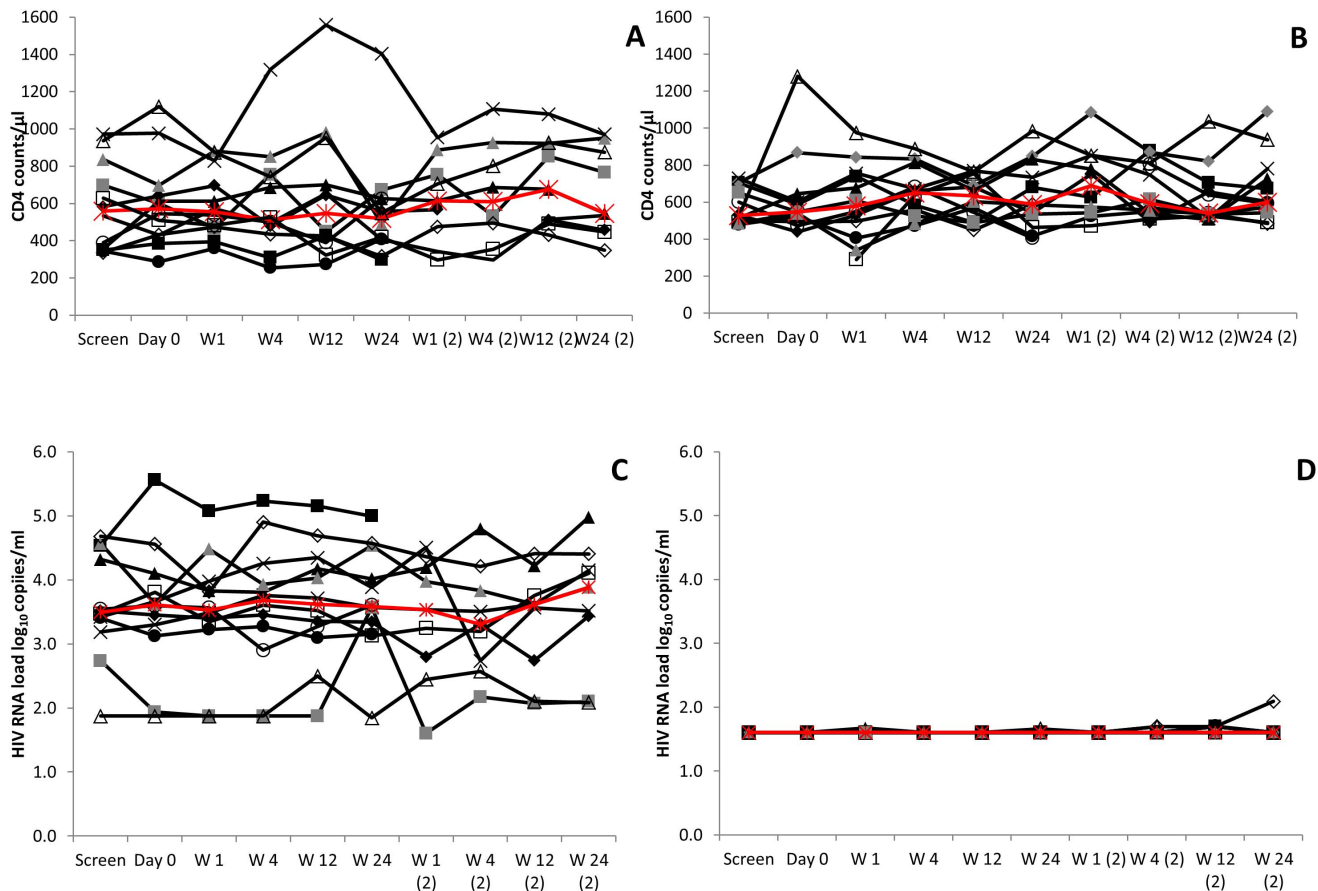 1600
1400
1200
1000
800
600
400
200
0
CD4 counts/µl
A
Screen Day 0 W1 W4 W12 W24 W1 (2) W4 (2) W12 (2) W24 (2)
1600
1400
1200
1000
800
600
400
200
0
CD4 counts/µl
B
Screen Day 0 W1 W4 W12 W24 W1 (2) W4 (2) W12 (2) W24 (2)
6.0
5.0
4.0
3.0
2.0
1.0
0.0
HIV RNA load log10 copiies/ml
C
Screen Day 0 W 1 W 4 W 12 W 24 W 1 W 4 W 12 W 24
(2) (2) (2) (2)
6.0
5.0
4.0
3.0
2.0
1.0
0.0
HIV RNA load log10 copiies/ml
D
Screen Day 0 W 1 W 4 W 12 W 24 W 1 (2) W 4 (2) W 12 W 24
(2) (2)